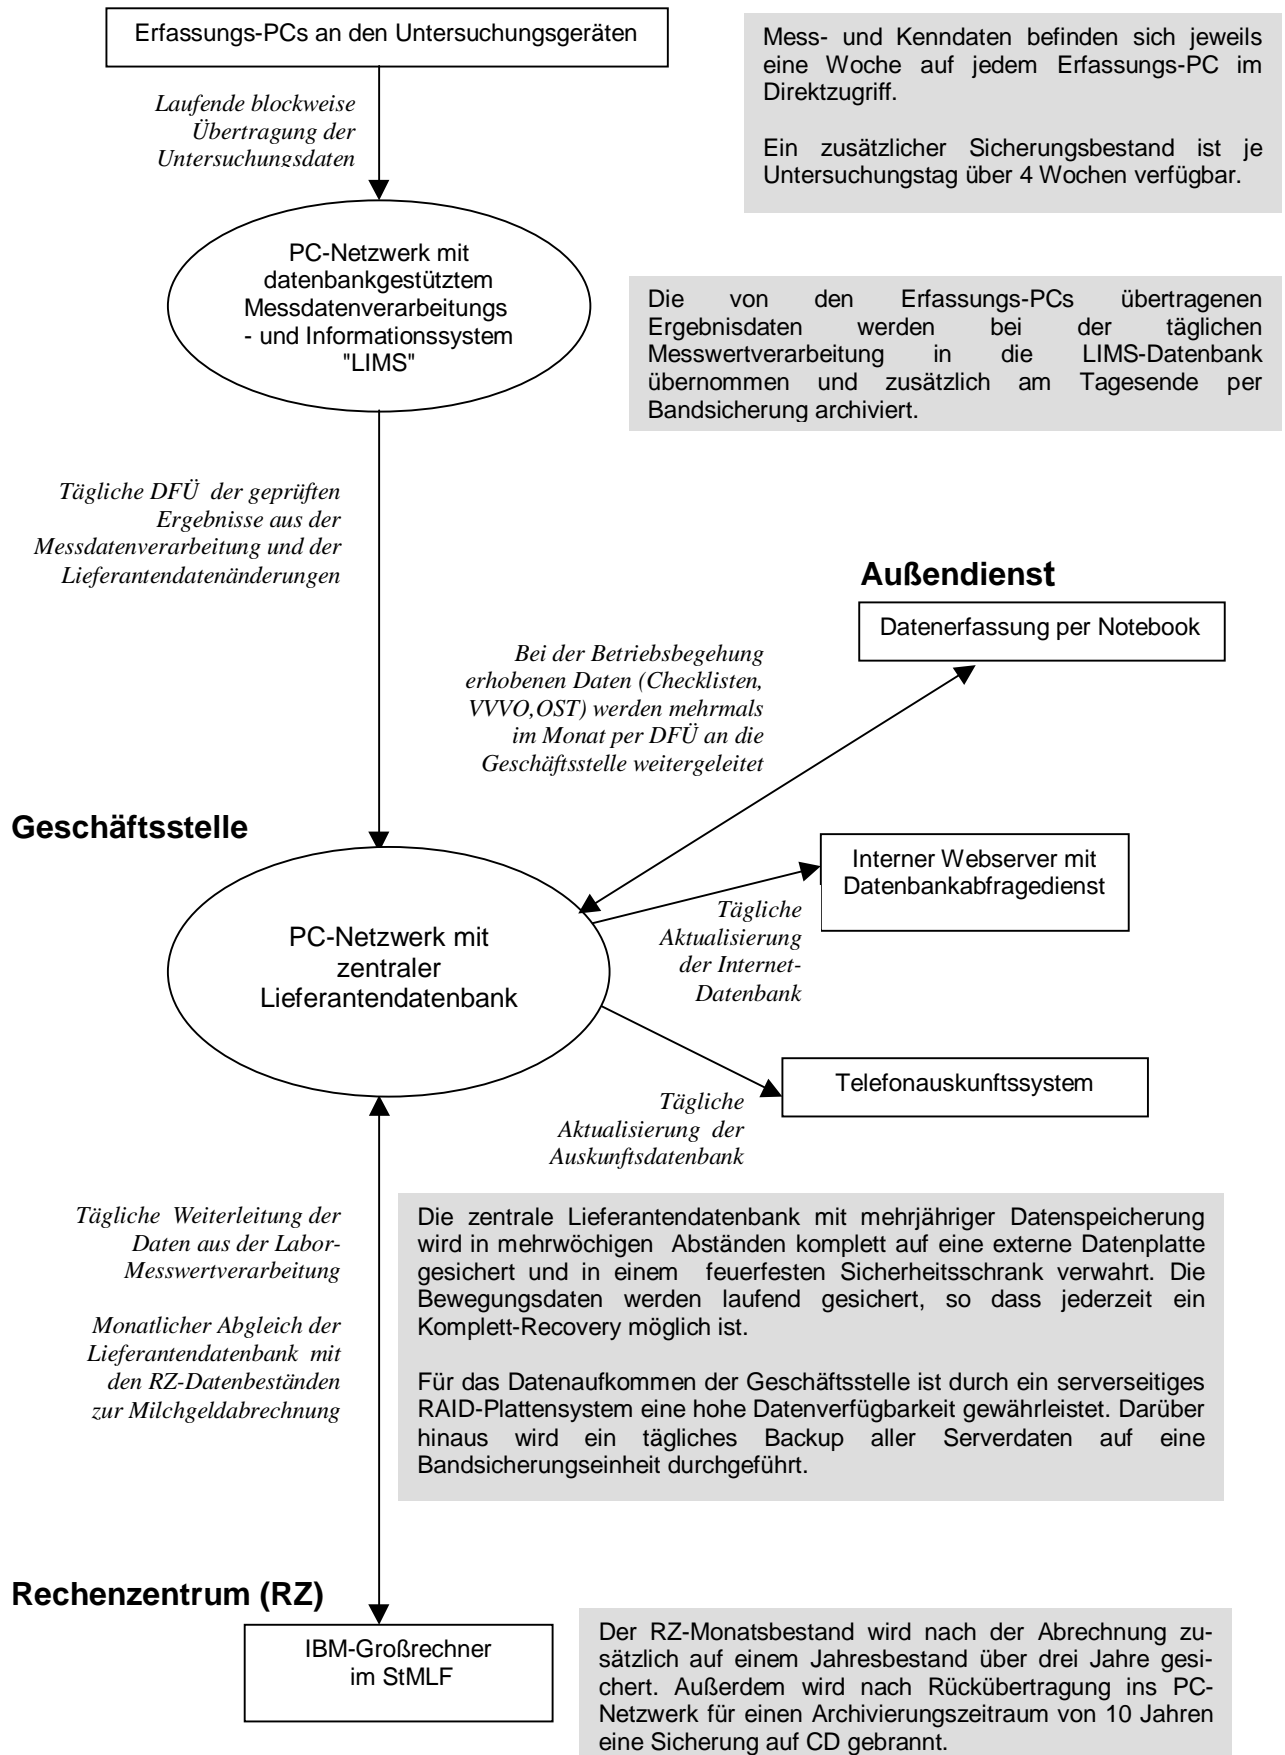 Erfassungs-PCs an den Untersuchungsgeräten
Mess- und Kenndaten befinden sich jeweils
eine Woche auf jedem Erfassungs-PC im
Direktzugriff.
Ein zusätzlicher Sicherungsbestand ist je
Untersuchungstag über 4 Wochen verfügbar.
Laufende blockweise
Übertragung der
Untersuchungsdaten
PC-Netzwerk mit
datenbankgestütztem
Messdatenverarbeitungs
- und Informationssystem
"LIMS"
Die von den Erfassungs-PCs übertragenen
Ergebnisdaten werden bei der täglichen
Messwertverarbeitung in die LIMS-Datenbank
übernommen und zusätzlich am Tagesende per
Bandsicherung archiviert.
Tägliche DFÜ der geprüften
Ergebnisse aus der
Messdatenverarbeitung und der
Lieferantendatenänderungen
Außendienst
Datenerfassung per Notebook
Bei der Betriebsbegehung
erhobenen Daten (Checklisten,
VVVO,OST) werden mehrmals
im Monat per DFÜ an die
Geschäftsstelle weitergeleitet
Geschäftsstelle
PC-Netzwerk mit
zentraler
Lieferantendatenbank
Interner Webserver mit
Datenbankabfragedienst
Tägliche
Aktualisierung
der Internet-
Datenbank
Telefonauskunftssystem
Tägliche
Aktualisierung der
Auskunftsdatenbank
Tägliche Weiterleitung der
Daten aus der Labor-
Messwertverarbeitung
Monatlicher Abgleich der
Lieferantendatenbank mit
den RZ-Datenbeständen
zur Milchgeldabrechnung
Die zentrale Lieferantendatenbank mit mehrjähriger Datenspeicherung
wird in mehrwöchigen Abständen komplett auf eine externe Datenplatte
gesichert und in einem feuerfesten Sicherheitsschrank verwahrt. Die
Bewegungsdaten werden laufend gesichert, so dass jederzeit ein
Komplett-Recovery möglich ist.
Für das Datenaufkommen der Geschäftsstelle ist durch ein serverseitiges
RAID-Plattensystem eine hohe Datenverfügbarkeit gewährleistet. Darüber
hinaus wird ein tägliches Backup aller Serverdaten auf eine
Bandsicherungseinheit durchgeführt.
Rechenzentrum (RZ)
IBM-Großrechner
im StMLF
Der RZ-Monatsbestand wird nach der Abrechnung zu-
sätzlich auf einem Jahresbestand über drei Jahre gesi-
chert. Außerdem wird nach Rückübertragung ins PC-
Netzwerk für einen Archivierungszeitraum von 10 Jahren
eine Sicherung auf CD gebrannt.